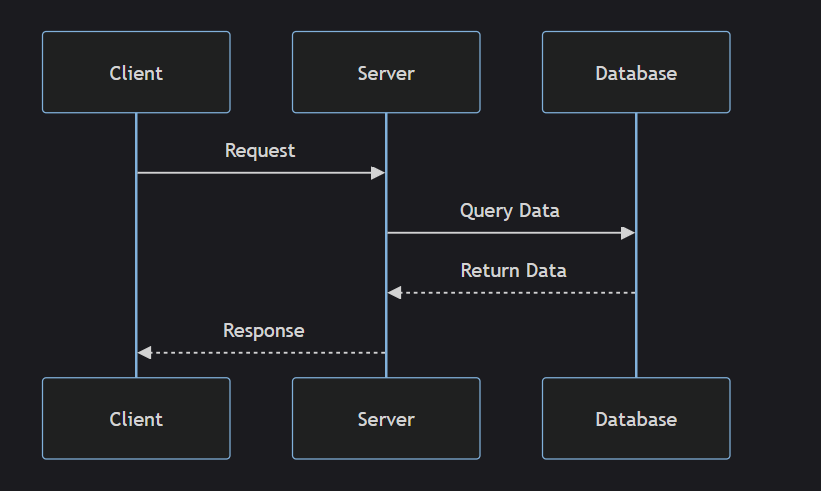 Client
Server
Database
Request
Query Data
Return Data
Response
Client
Server
Database